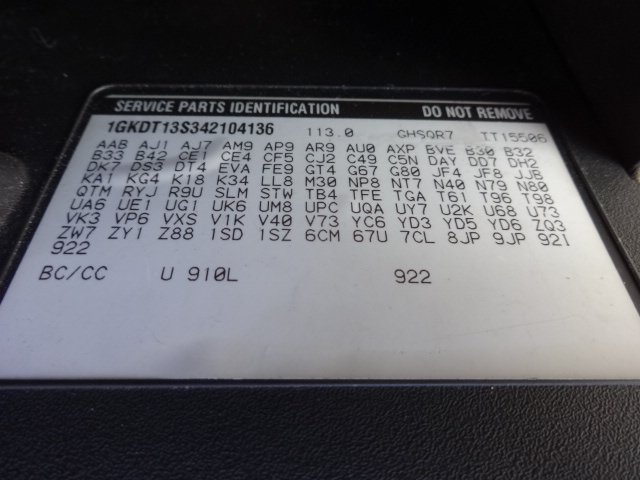 SERVICE PARTS IDENTIFICATION DO NOT REMOVE
1GKDT13S342104136 113.0 GHSQR7 TT15506
AAB AJ1 AJ7 AM9 AP9 AR9 AU0 AXP BVE B30 B32
B33 B42 CE1 CE4 CF5 CJ2 C49 C5N DAY DD7 DH2
DK7 DS3 DT4 EVA FE9 GT4 G67 G80 JF4 JF8 JJB
KA1 KG4 K18 K34 LL8 M30 NP8 NT7 N40 N79 N80
QTM RYJ R9U SLM STW TB4 TFE TGA T61 T96 T98
UA6 UE1 UG1 UK6 UM8 UPC UQA UY7 U2K U68 U73
VK3 VP6 VXS V1K V40 V73 YC6 YD3 YD5 YD6 ZQ3
ZW7 ZY1 Z88 1SD 1SZ 6CM 67U 7CL 8JP 9JP 921
922
BC/CC U 910L 922